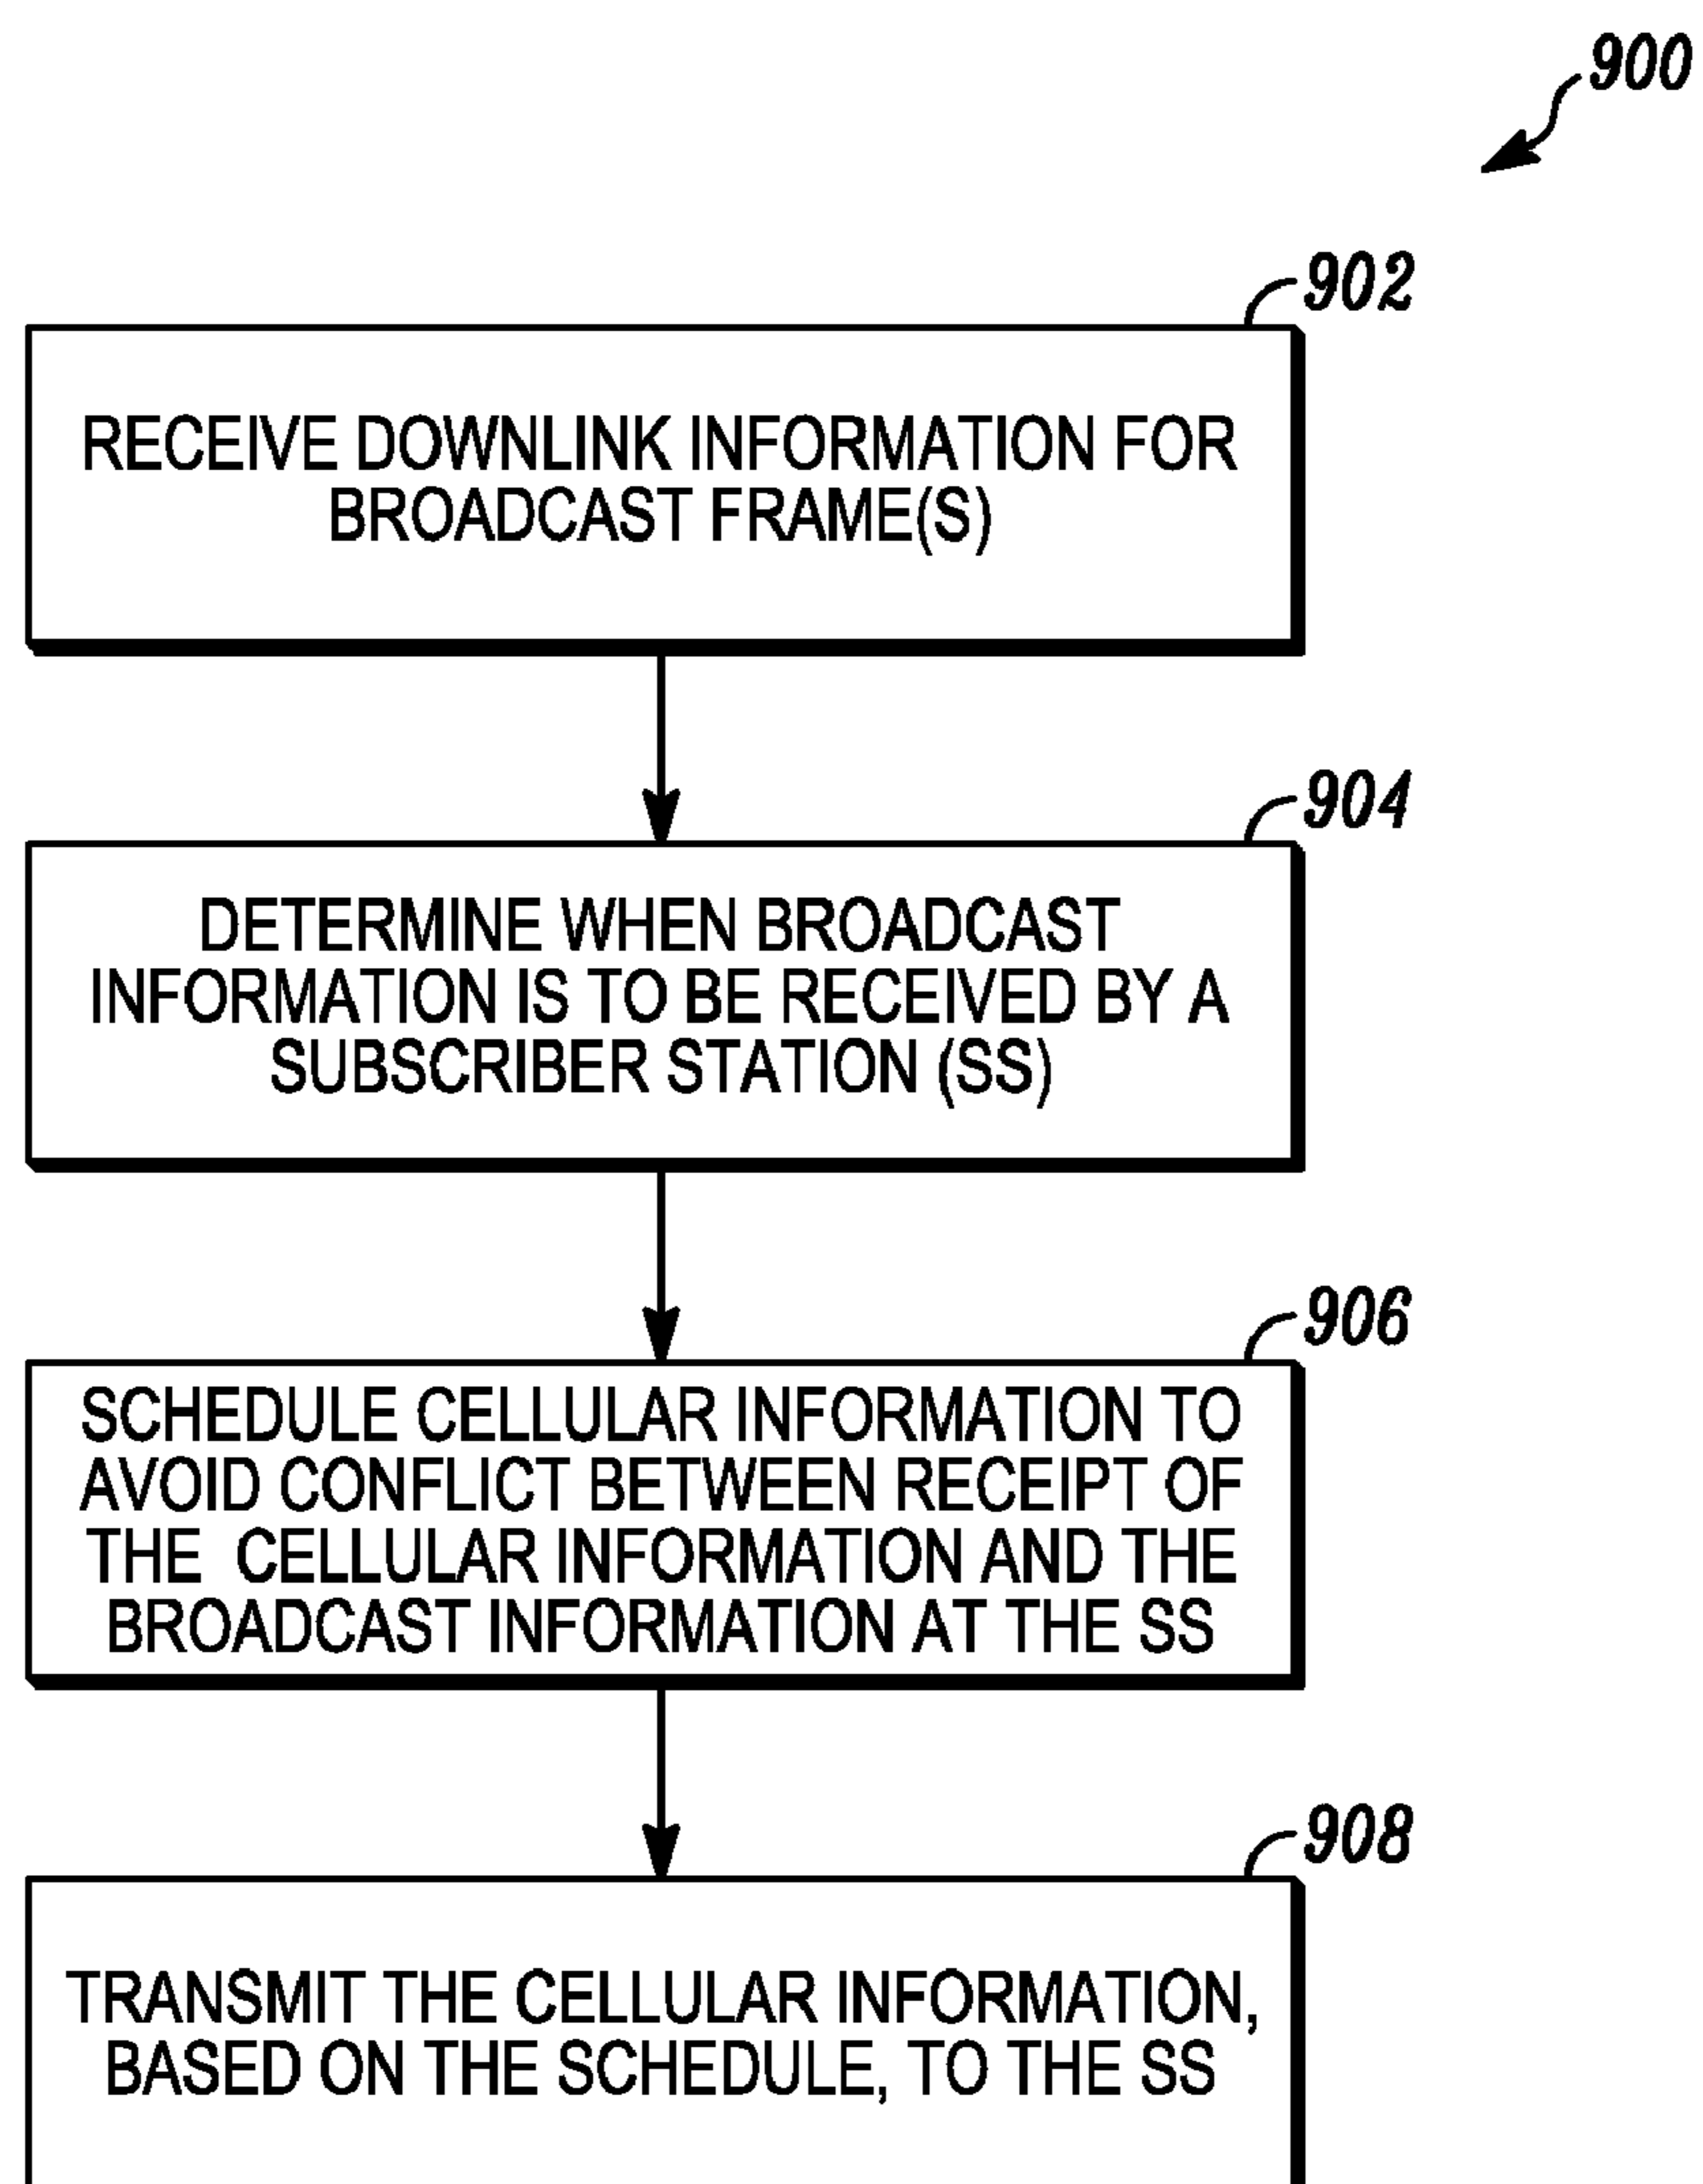 900
902
RECEIVE DOWNLINK INFORMATION FOR
BROADCAST FRAME(S)
904
DETERMINE WHEN BROADCAST
INFORMATION IS TO BE RECEIVED BY A
SUBSCRIBER STATION (SS)
906
SCHEDULE CELLULAR INFORMATION TO
AVOID CONFLICT BETWEEN RECEIPT OF
THE CELLULAR INFORMATION AND THE
BROADCAST INFORMATION AT THE SS
908
TRANSMIT THE CELLULAR INFORMATION,
BASED ON THE SCHEDULE, TO THE SS